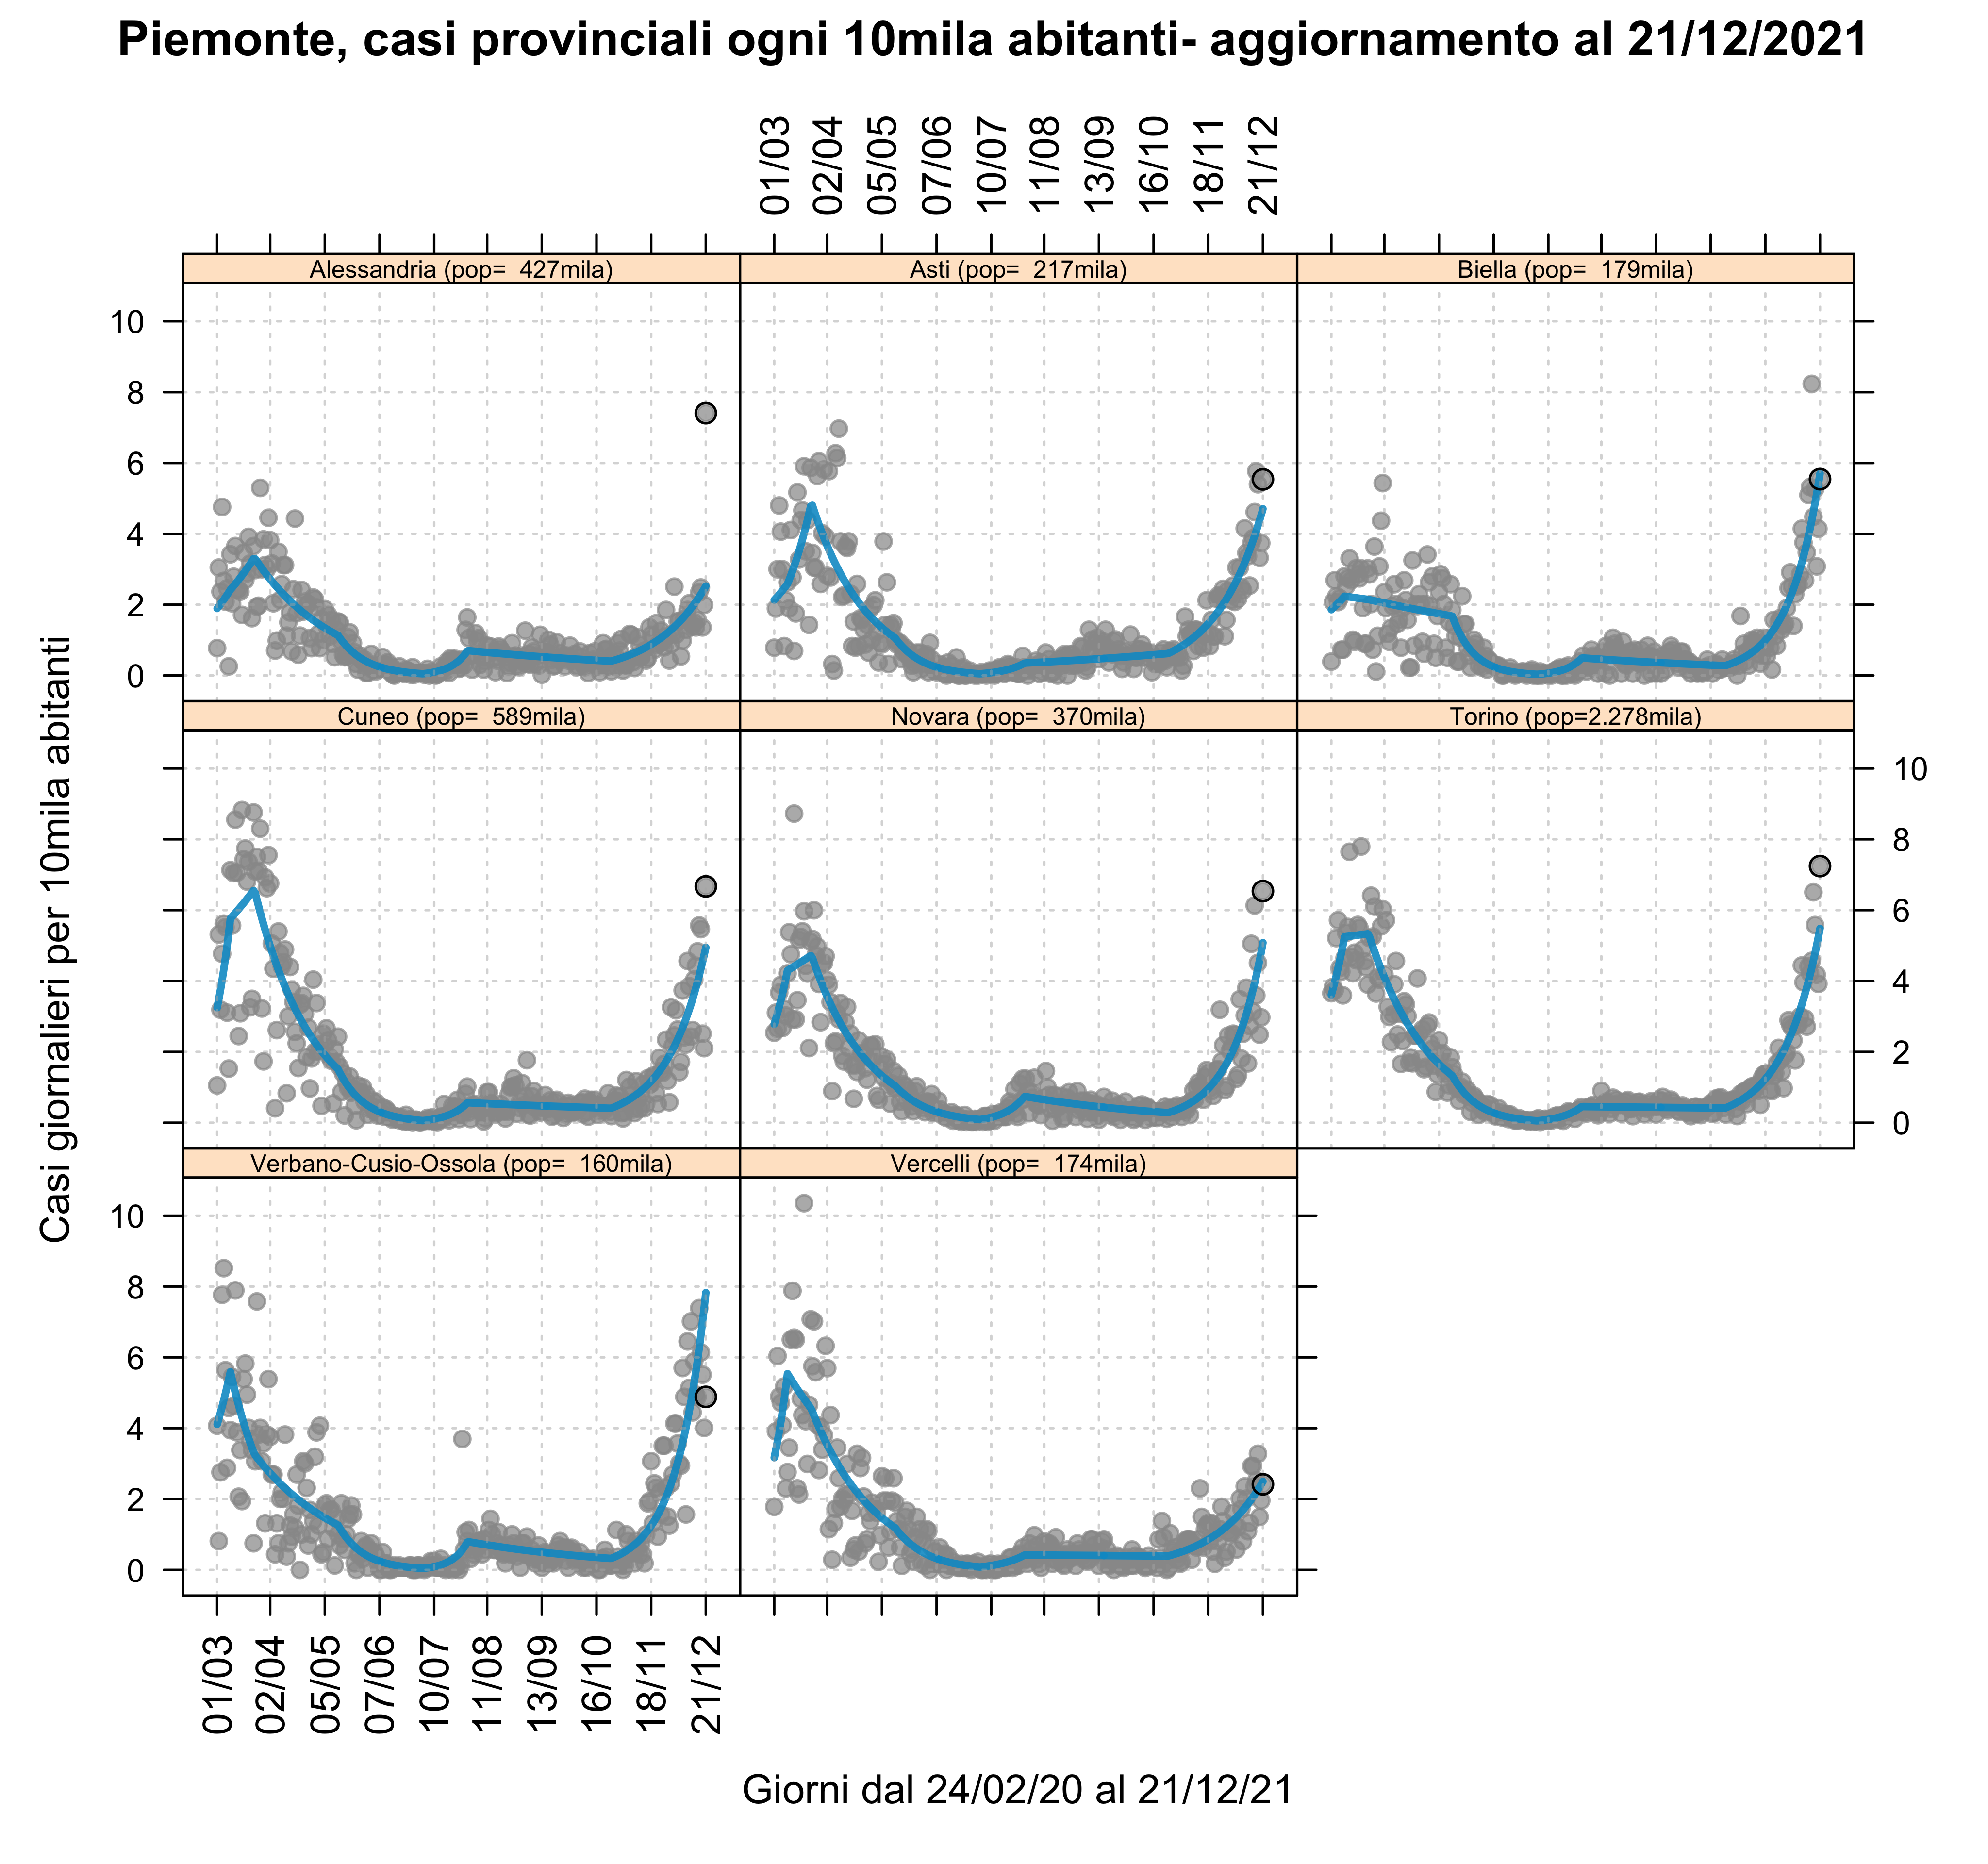 Piemonte, casi provinciali ogni 10mila abitanti- aggiornamento al 21/12/2021
01/03 02/04 05/05 07/06 10/07 11/08 13/09 16/10 18/11 21/12
Alessandria (pop= 427mila)
Asti (pop= 217mila)
Biella (pop= 179mila)
10
8
6
4
2
0
Cuneo (pop= 589mila)
Novara (pop= 370mila)
Torino (pop=2.278mila)
10
8
6
4
2
0
Verbano-Cusio-Ossola (pop= 160mila)
Vercelli (pop= 174mila)
10
8
6
4
2
0
Casi giornalieri per 10mila abitanti
01/03 02/04 05/05 07/06 10/07 11/08 13/09 16/10 18/11 21/12
Giorni dal 24/02/20 al 21/12/21